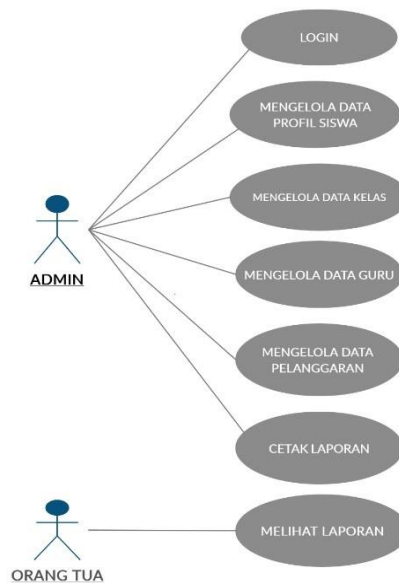 LOGIN
MENGELOLA DATA
PROFIL SISWA
MENGELOLA DATA KELAS
ADMIN
MENGELOLA DATA GURU
MENGELOLA DATA
PELANGGARAN
CETAK LAPORAN
MELIHAT LAPORAN
ORANG TUA